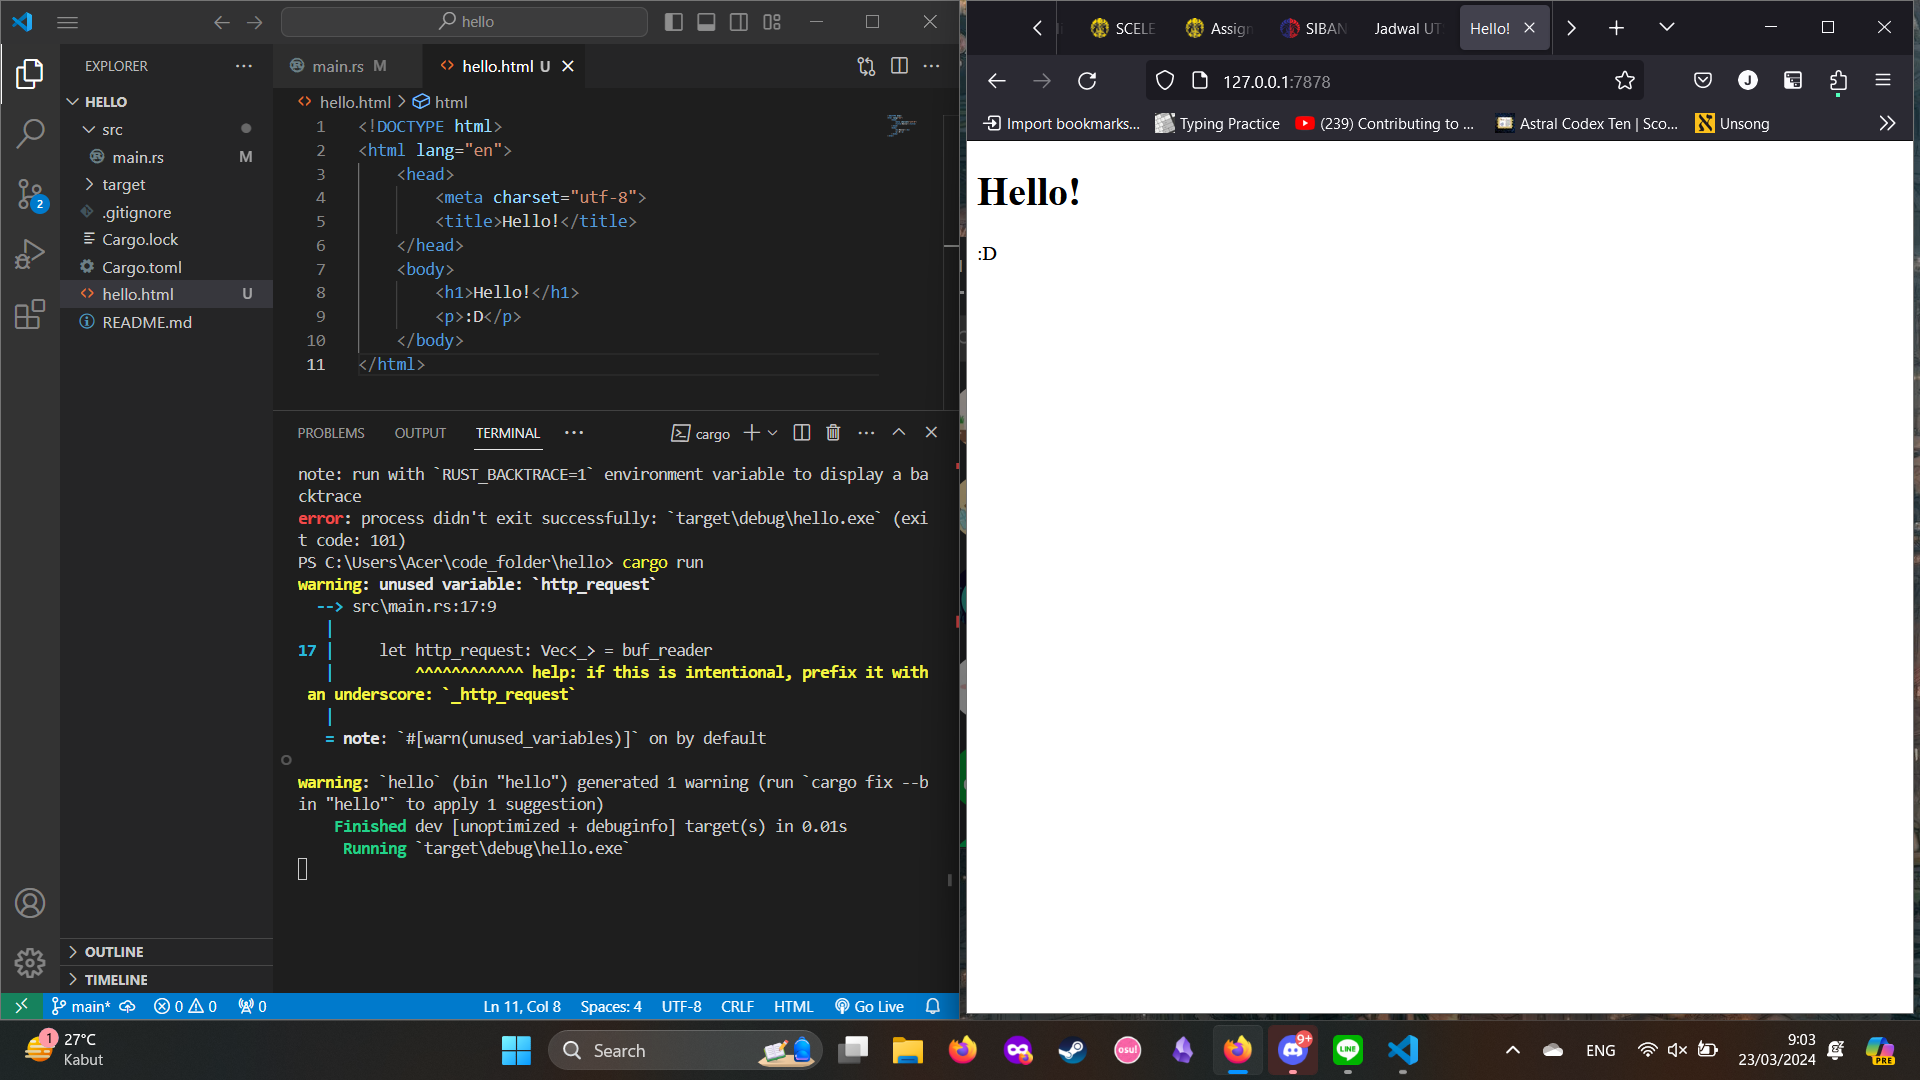 hello
EXPLORER
HELLO
src
main.rs M
target
.gitignore
Cargo.lock
Cargo.toml
hello.html U
README.md
OUTLINE
TIMELINE
2
main.rs M
hello.html U
hello.html > html
1 <!DOCTYPE html>
2 <html lang="en">
3 <head>
4 <meta charset="utf-8">
5 <title>Hello!</title>
6 </head>
7 <body>
8 <h1>Hello!</h1>
9 <p>:D</p>
10 </body>
11 </html>
PROBLEMS OUTPUT TERMINAL cargo
note: run with `RUST_BACKTRACE=1` environment variable to display a ba
cktrace
error: process didn't exit successfully: `target\debug\hello.exe` (exi
t code: 101)
PS C:\Users\Acer\code_folder\hello> cargo run
warning: unused variable: `http_request`
--> src\main.rs:17:9
|
17 | let http_request: Vec<_> = buf_reader
| ^^^^^^^^^^^^ help: if this is intentional, prefix it with
an underscore: `_http_request`
|
= note: `#[warn(unused_variables)]` on by default
warning: `hello` (bin "hello") generated 1 warning (run `cargo fix --b
in "hello"` to apply 1 suggestion)
Finished dev [unoptimized + debuginfo] target(s) in 0.01s
Running `target\debug\hello.exe`
main* 0 0 0 Ln 11, Col 8 Spaces: 4 UTF-8 CRLF HTML Go Live
SCELE Assign SIBAN Jadwal UT Hello!
127.0.0.1:7878
J
Import bookmarks... Typing Practice (239) Contributing to ... Astral Codex Ten | Sco... Unsong
Hello!
:D
1
27°C
Kabut
Search
osu!
9+
LINE
ENG
9:03
23/03/2024
PRE